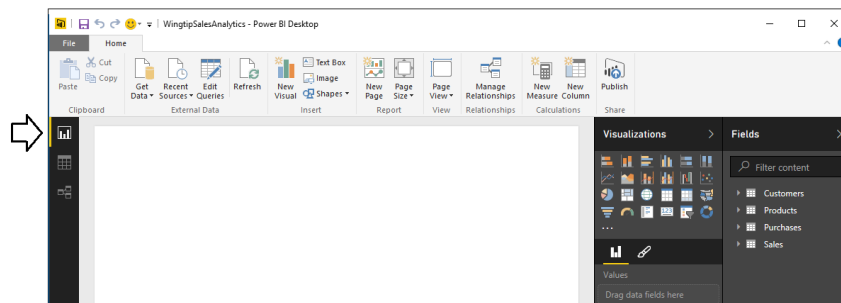 WingtipSalesAnalytics - Power BI Desktop
File Home
Paste Cut Copy
Get Data Recent Sources Edit Queries Refresh
New Visual Text Box Image Shapes
New Page Page Size Page View
Manage Relationships
New Measure New Column
Publish
Clipboard External Data Insert Report View Relationships Calculations Share
Visualizations Fields
Filter content
Customers
Products
Purchases
Sales
...
Values
Drag data fields here